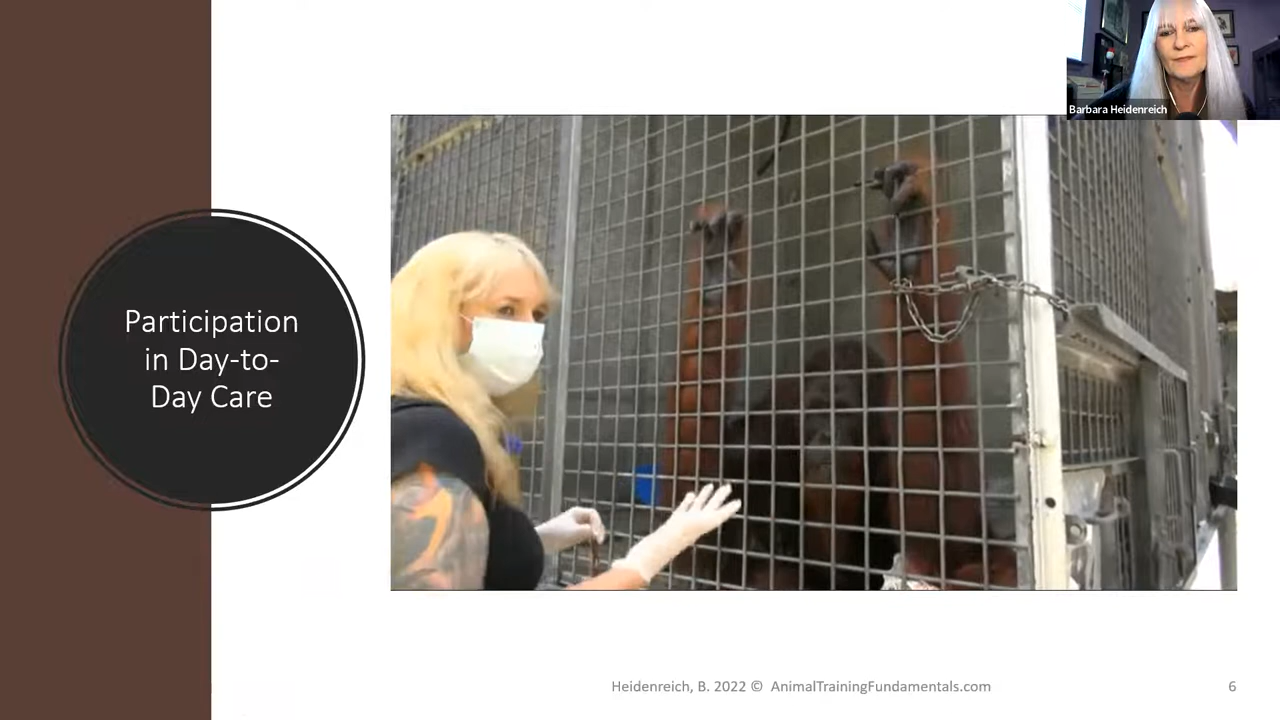 Barbara Heidenreich
Participation
in Day-to-
Day Care
Heidenreich, B. 2022 © AnimalTrainingFundamentals.com
6